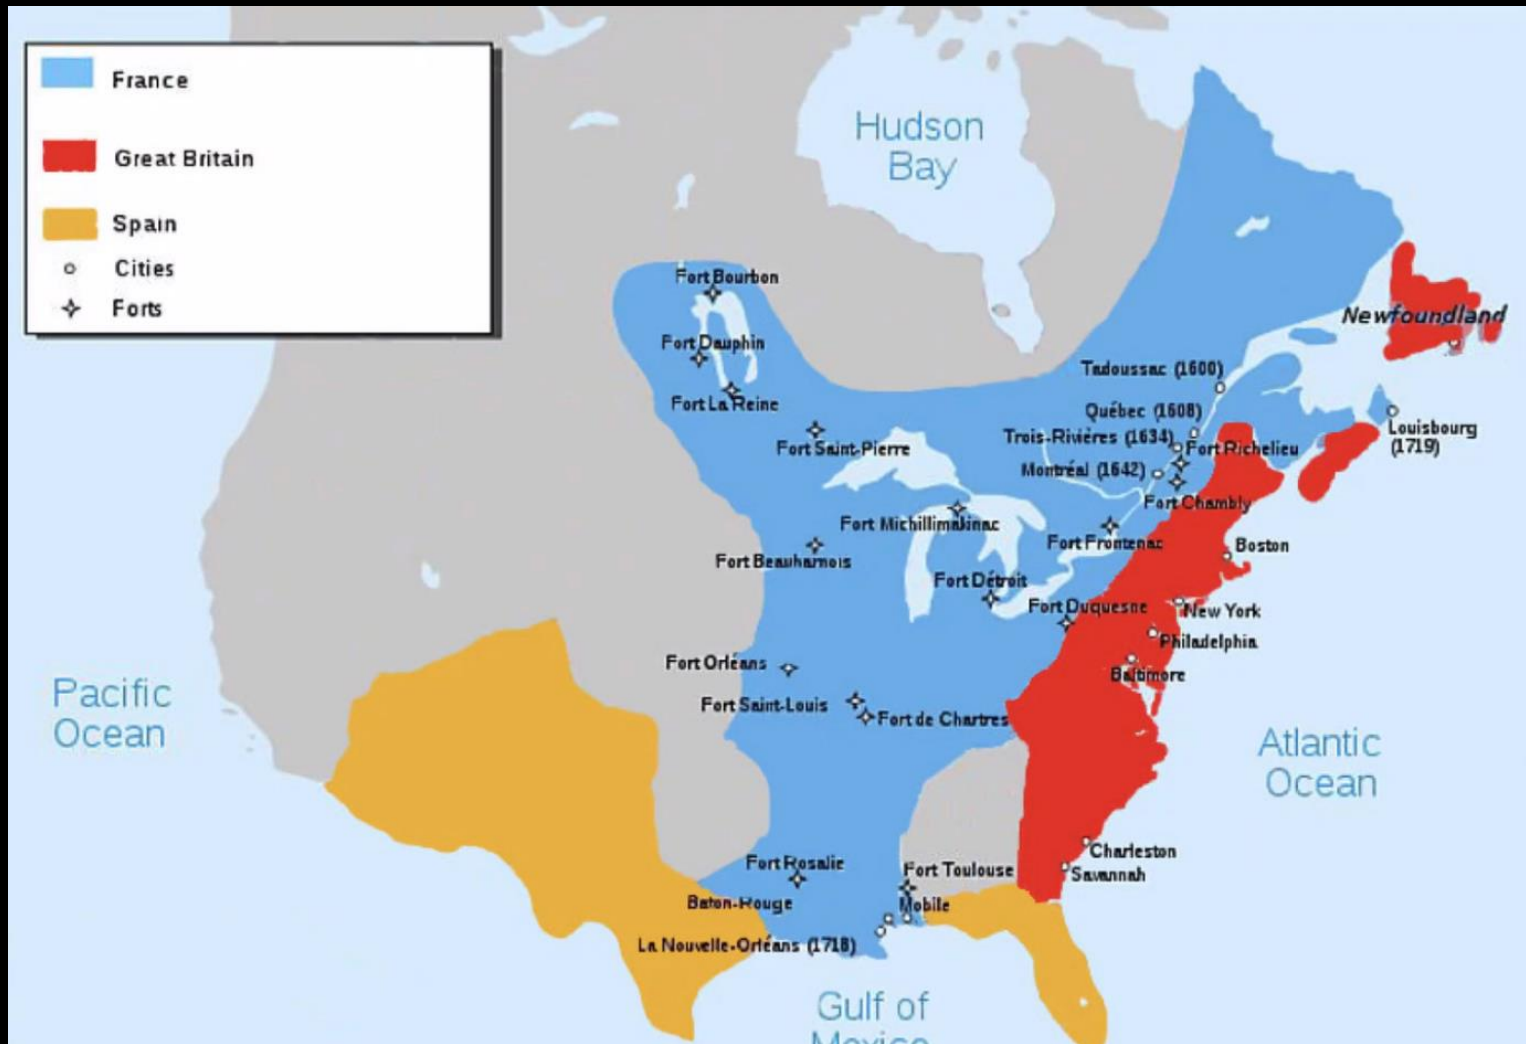 France
Great Britain
Spain
Cities
Forts
Hudson
Bay
Fort Bourbon
Newfoundland
Fort Dauphin
Tadoussac (1600)
Fort La Reine
Québec (1608)
Louisbourg
(1719)
Trois-Rivières (1634)
Fort Richelieu
Fort Saint-Pierre
Montréal (1642)
Fort Chambly
Fort Michillimakinac
Fort Frontenac
Boston
Fort Beauharnois
Fort Détroit
Fort Duquesne
New York
Philadelphia
Fort Orléans
Baltimore
Pacific
Ocean
Fort Saint-Louis
Fort de Chartres
Atlantic
Ocean
Charleston
Fort Rosalie
Fort Toulouse
Savannah
Baton-Rouge
Mobile
La Nouvelle-Orléans (1718)
Gulf of
Mexico